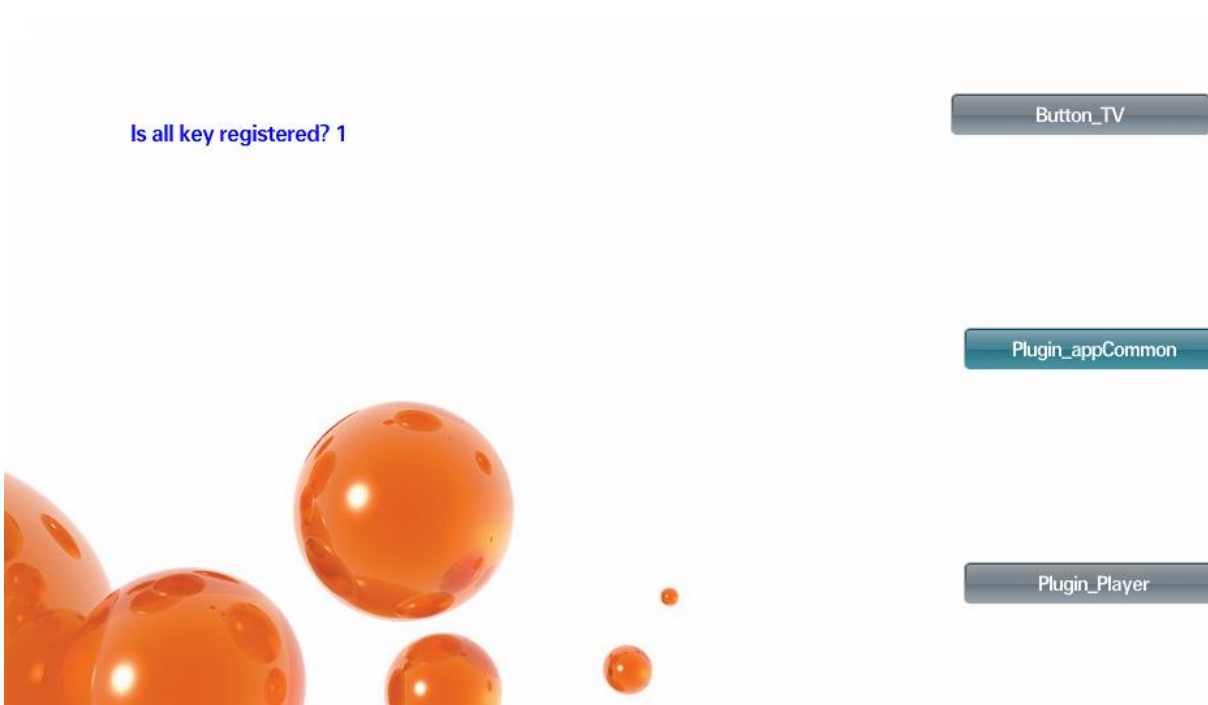 Button_TV
Is all key registered? 1
Plugin_appCommon
Plugin_Player